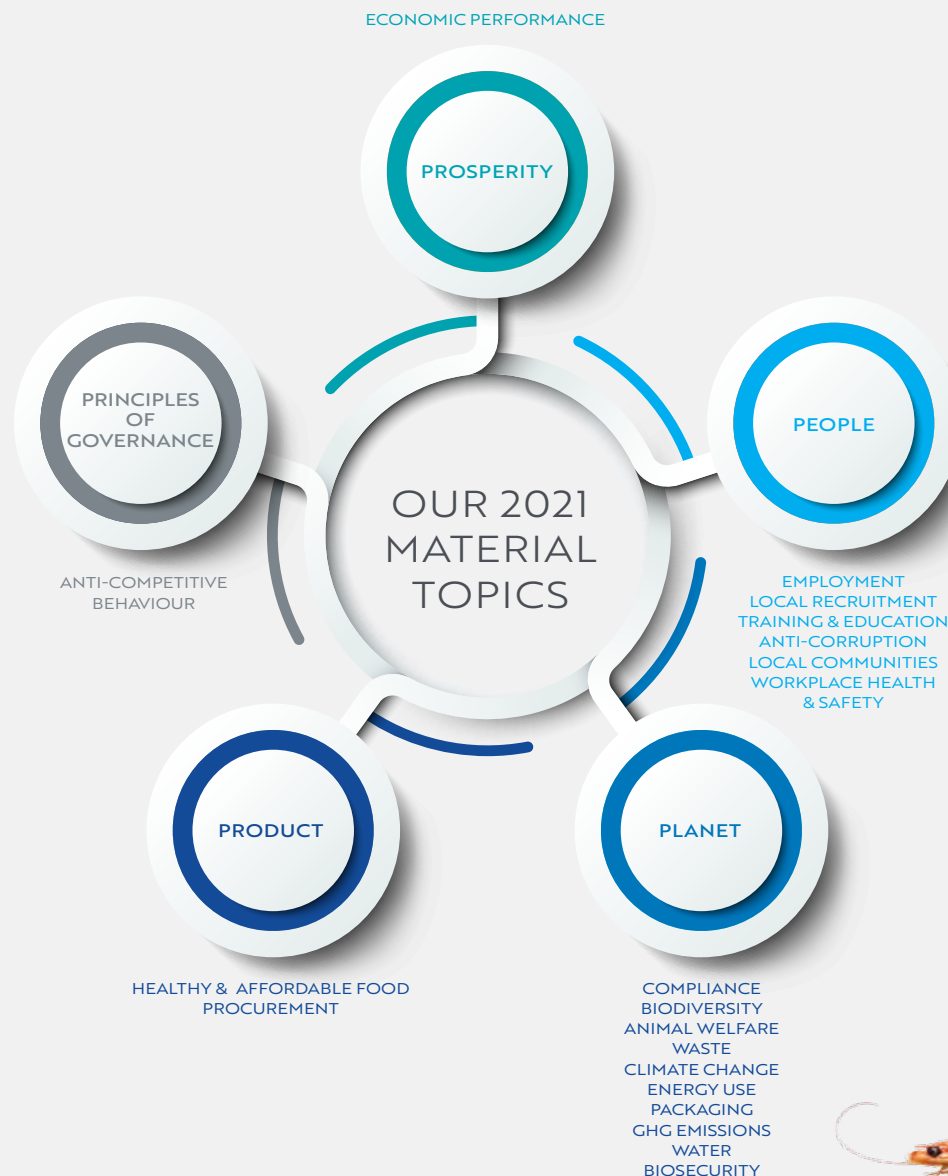 ECONOMIC PERFORMANCE
PROSPERITY
PRINCIPLES
OF
GOVERNANCE
PEOPLE
OUR 2021
MATERIAL
TOPICS
ANTI-COMPETITIVE
BEHAVIOUR
EMPLOYMENT
LOCAL RECRUITMENT
TRAINING & EDUCATION
ANTI-CORRUPTION
LOCAL COMMUNITIES
WORKPLACE HEALTH
& SAFETY
PRODUCT
PLANET
HEALTHY & AFFORDABLE FOOD
PROCUREMENT
COMPLIANCE
BIODIVERSITY
ANIMAL WELFARE
WASTE
CLIMATE CHANGE
ENERGY USE
PACKAGING
GHG EMISSIONS
WATER
BIOSECURITY